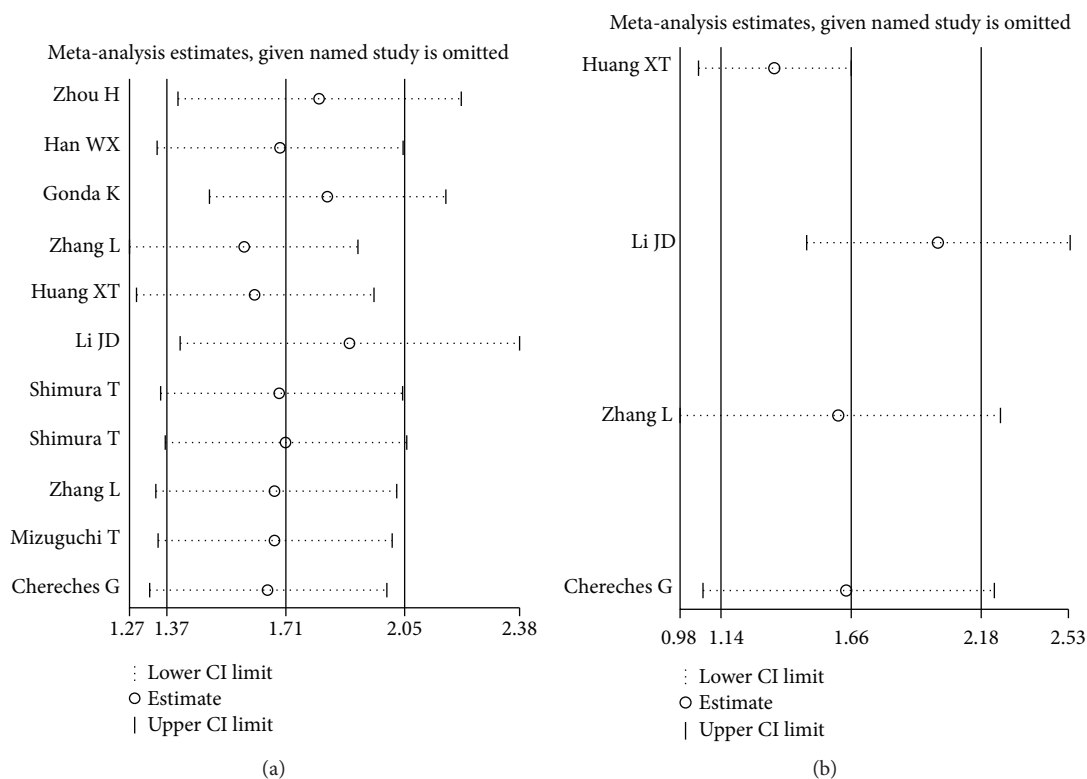 Meta-analysis estimates, given named study is omitted
Zhou H
Han WX
Gonda K
Zhang L
Huang XT
Li JD
Shimura T
Shimura T
Zhang L
Mizuguchi T
Chereches G
1.27 1.37 1.71 2.05 2.38
Lower CI limit
Estimate
Upper CI limit
(a)
Meta-analysis estimates, given named study is omitted
Huang XT
Li JD
Zhang L
Chereches G
0.98 1.14 1.66 2.18 2.53
Lower CI limit
Estimate
Upper CI limit
(b)